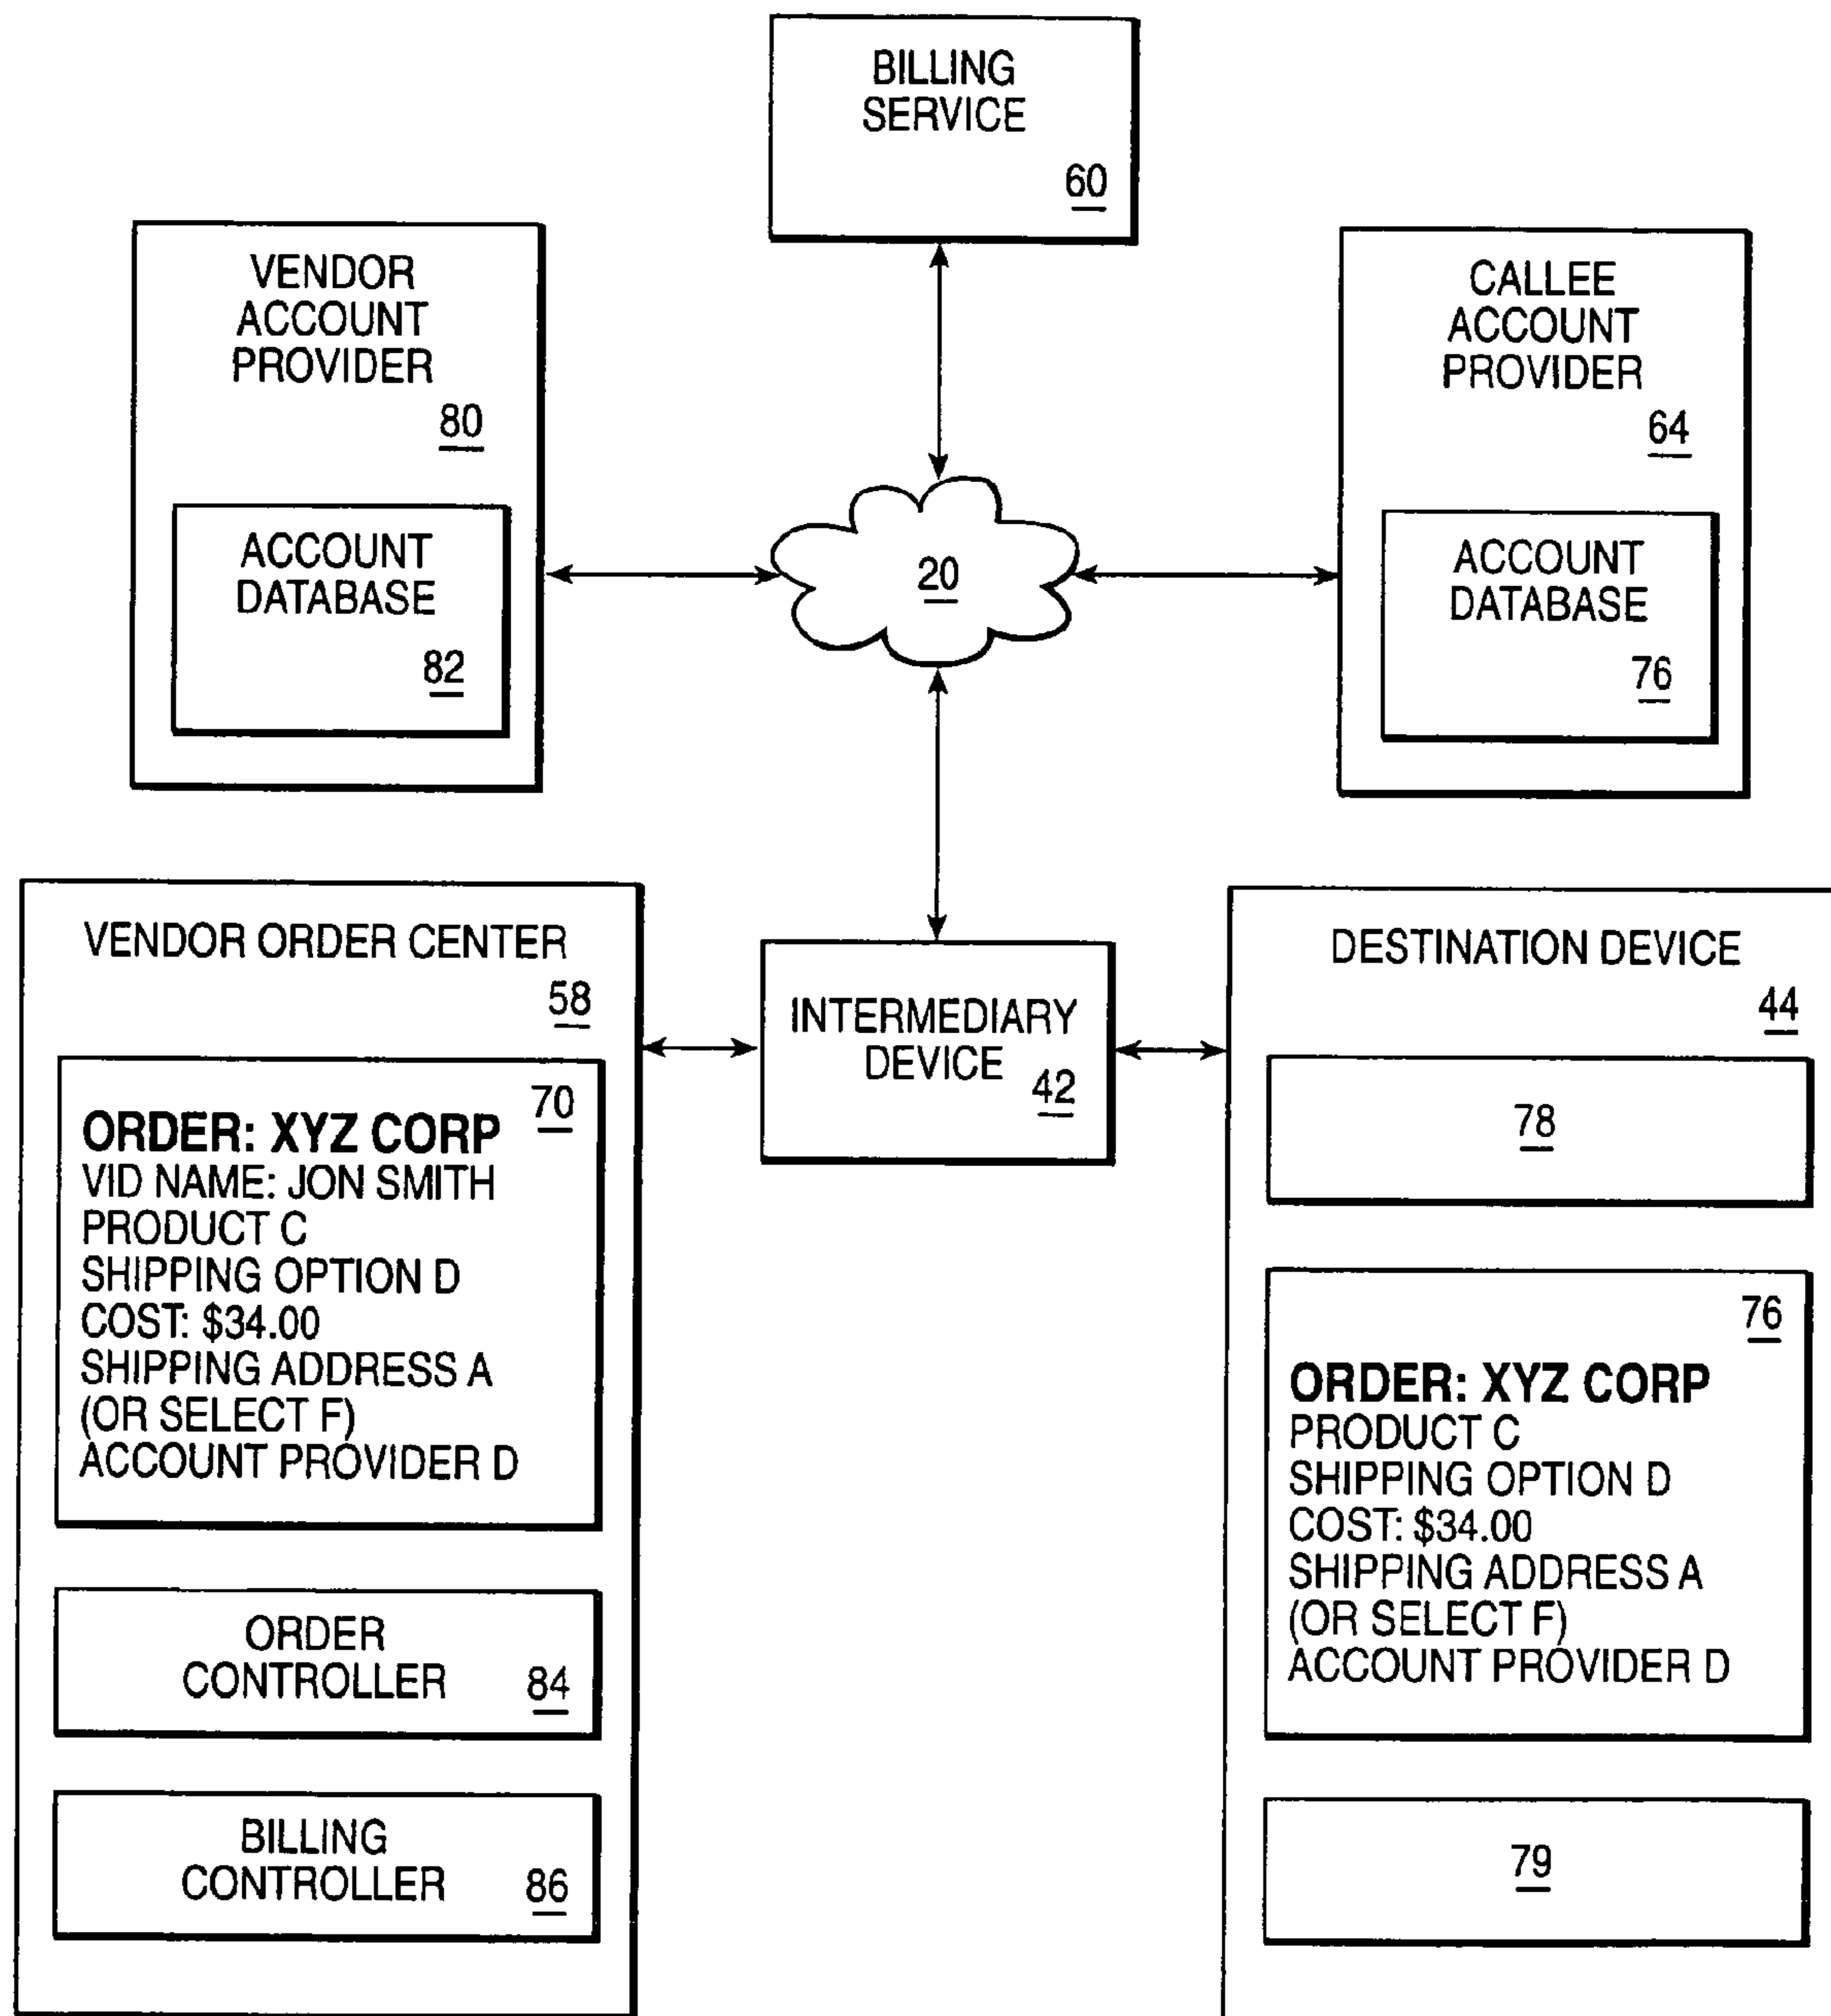 BILLING
SERVICE
60
VENDOR
ACCOUNT
PROVIDER
80
ACCOUNT
DATABASE
82
20
CALLEE
ACCOUNT
PROVIDER
64
ACCOUNT
DATABASE
76
VENDOR ORDER CENTER
58
70
ORDER: XYZ CORP
VID NAME: JON SMITH
PRODUCT C
SHIPPING OPTION D
COST: $34.00
SHIPPING ADDRESS A
(OR SELECT F)
ACCOUNT PROVIDER D
ORDER
CONTROLLER
84
BILLING
CONTROLLER
86
INTERMEDIARY
DEVICE
42
DESTINATION DEVICE
44
78
76
ORDER: XYZ CORP
PRODUCT C
SHIPPING OPTION D
COST: $34.00
SHIPPING ADDRESS A
(OR SELECT F)
ACCOUNT PROVIDER D
79